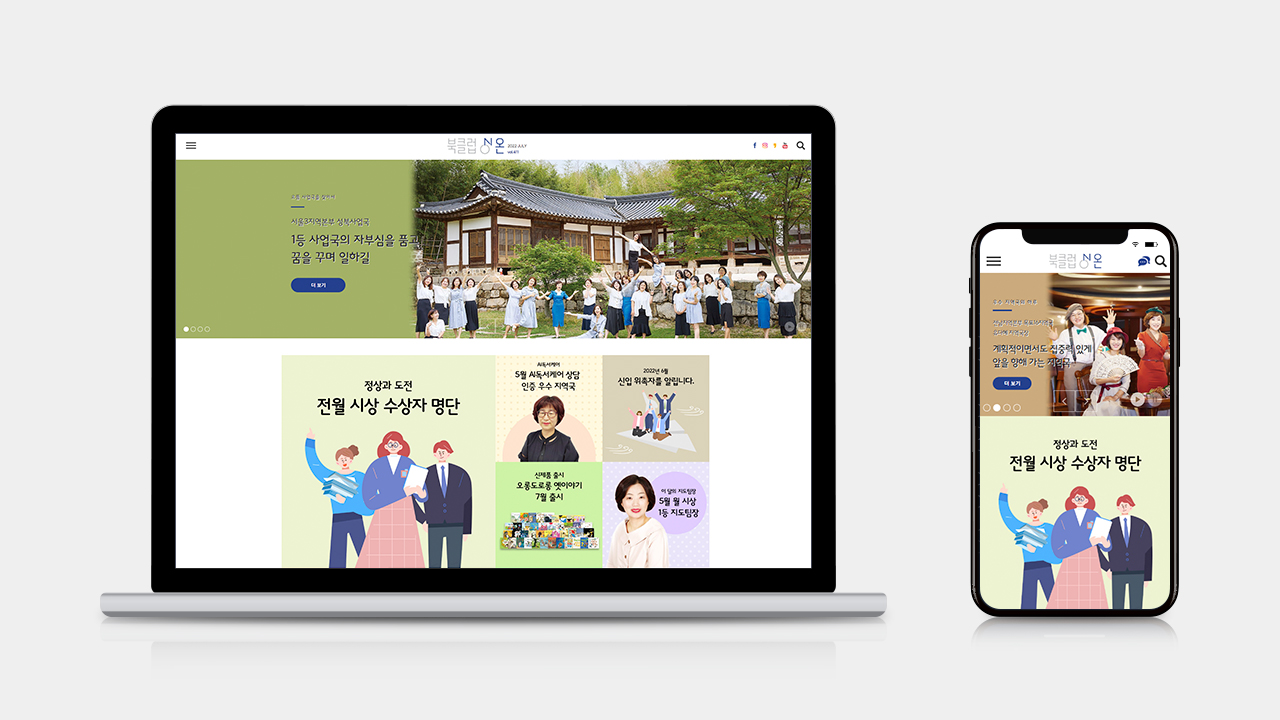 북클럽 ON 온
2022 JULY
서울3지역본부 성북사업국
1등 사업국의 자부심을 품고
꿈을 꾸며 일하길
더 보기
정상과 도전
전월 시상 수상자 명단
AI독서케어
5월 AI독서케어 상담
인증 우수 지역국
2022년 6월
신입 위촉자를 알립니다.
신제품 출시
오롱도로롱 옛이야기
7월 출시
이 달의 지도팀장
5월 월 시상
1등 지도팀장
북클럽 ON 온
계획적이면서도 집중력 있게
앞을 향해 가는 지역국
더 보기
정상과 도전
전월 시상 수상자 명단